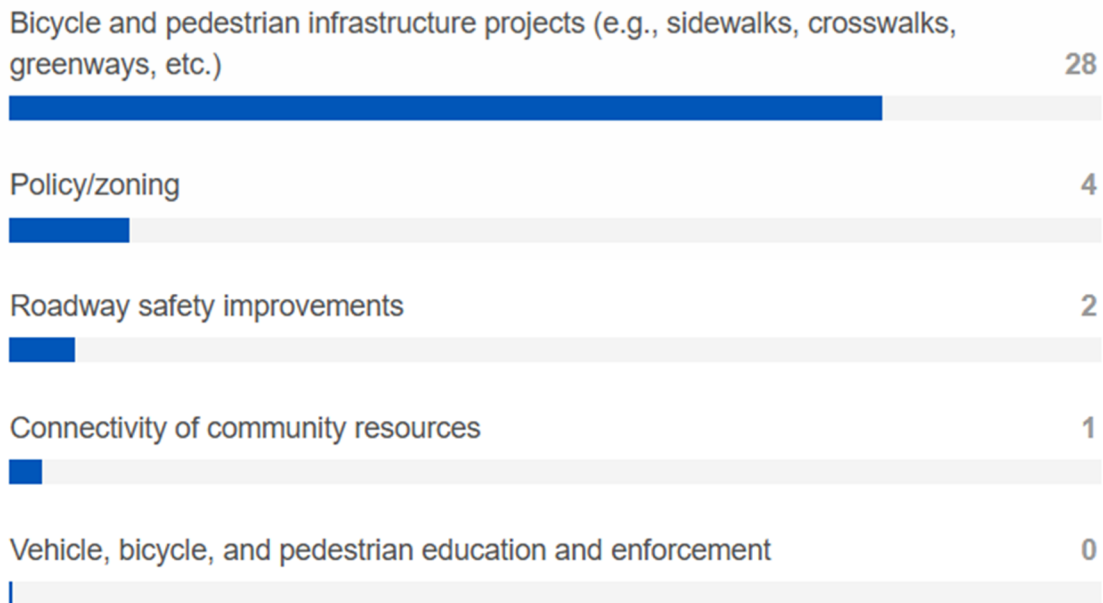 Bicycle and pedestrian infrastructure projects (e.g., sidewalks, crosswalks,
greenways, etc.) 28
Policy/zoning 4
Roadway safety improvements 2
Connectivity of community resources 1
Vehicle, bicycle, and pedestrian education and enforcement 0